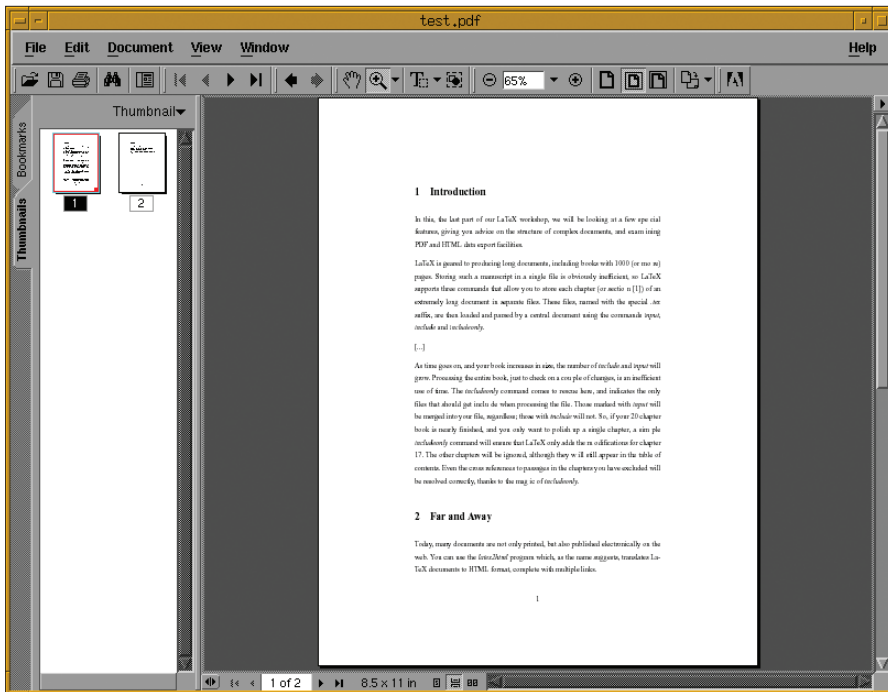 test.pdf
File Edit Document View Window Help
65%
Thumbnail
Bookmarks
Thumbnails
1
2
1 Introduction
In this, the last part of our LaTeX workshop, we will be looking at a few spe cial
features, giving you advice on the structure of complex documents, and exam ining
PDF and HTML data export facilities.
LaTeX is geared to producing long documents, including books with 1000 (or mo re)
pages. Storing such a manuscript in a single file is obviously inefficient, so LaTeX
supports three commands that allow you to store each chapter (or sectio n [1]) of an
extremely long document in separate files. These files, named with the special .tex
suffix, are then loaded and parsed by a central document using the commands input,
include and includeonly.
[...]
As time goes on, and your book increases in size, the number of include and input will
grow. Processing the entire book, just to check on a cou ple of changes, is an inefficient
use of time. The includeonly command comes to rescue here, and indicates the only
files that should get inclu de when processing the file. Those marked with input will
be merged into your file, regardless; those with include will not. So, if your 20 chapter
book is nearly finished, and you only want to polish up a single chapter, a sim ple
includeonly command will ensure that LaTeX only adds the m odifications for chapter
17. The other chapters will be ignored, although they w ill still appear in the table of
contents. Even the cross references to passages in the chapters you have excluded will
be resolved correctly, thanks to the mag ic of includeonly.
2 Far and Away
Today, many documents are not only printed, but also published electronically on the
web. You can use the latex2html program which, as the name suggests, translates La-
TeX documents to HTML format, complete with multiple links.
1
1 of 2
8.5 x 11 in